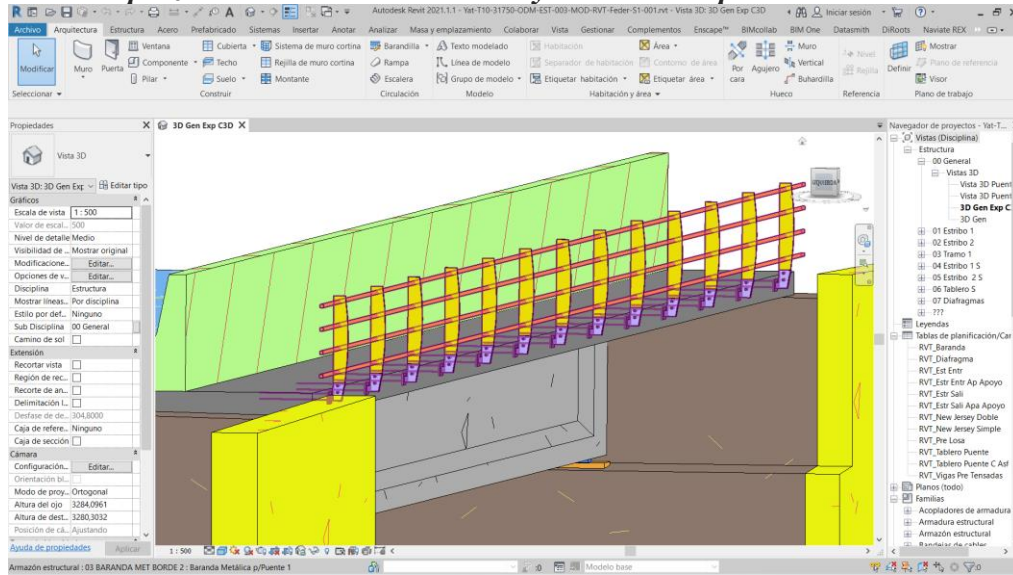 Autodesk Revit 2021.1.1 - Yat-T10-31750-ODM-EST-003-MOD-RVT-Feder-S1-001.rvt - Vista 3D: 3D Gen Exp C3D
Iniciar sesión
Archivo Arquitectura Estructura Acero Prefabricado Sistemas Insertar Anotar Analizar Masa y emplazamiento Colaborar Vista Gestionar Complementos Enscape™ BIMcollab BIM One Datasmith DiRoots Naviate REX
Modificar
Muro
Puerta
Ventana
Componente
Pilar
Cubierta
Techo
Suelo
Sistema de muro cortina
Rejilla de muro cortina
Montante
Barandilla
Rampa
Escalera
Texto modelado
Línea de modelo
Grupo de modelo
Habitación
Separador de habitación
Etiquetar habitación
Área
Contorno de área
Etiquetar área
Por cara
Agujero
Muro
Vertical
Buhardilla
Nivel
Rejilla
Definir
Mostrar
Plano de referencia
Visor
Seleccionar
Construir
Circulación
Modelo
Habitación y área
Hueco
Referencia
Plano de trabajo
Propiedades
Vista 3D
Vista 3D: 3D Gen Exp
Editar tipo
Gráficos
Escala de vista 1 : 500
Valor de escal... 500
Nivel de detalle Medio
Visibilidad de ... Mostrar original
Modificacione... Editar...
Opciones de v... Editar...
Disciplina Estructura
Mostrar líneas... Por disciplina
Estilo por def... Ninguno
Sub Disciplina 00 General
Camino de sol
Extensión
Recortar vista
Región de rec...
Recorte de an...
Delimitación l...
Desfase de de... 304,8000
Caja de refere... Ninguno
Caja de sección
Cámara
Configuración... Editar...
Orientación bl...
Modo de proy... Ortogonal
Altura del ojo 3284,0961
Altura de dest... 3280,3032
Posición de cá... Ajustando
Ayuda de propiedades
Aplicar
3D Gen Exp C3D
1 : 500
Navegador de proyectos - Yat-T...
Vistas (Disciplina)
Estructura
00 General
Vistas 3D
Vista 3D Puent
Vista 3D Puent
3D Gen Exp C
3D Gen
01 Estribo 1
02 Estribo 2
03 Tramo 1
04 Estribo 1 S
05 Estribo 2 S
06 Tablero S
07 Diafragmas
???
Leyendas
Tablas de planificación/Car
RVT_Baranda
RVT_Diafragma
RVT_Est Entr
RVT_Estr Entr Ap Apoyo
RVT_Estr Sali
RVT_Estr Sali Apa Apoyo
RVT_New Jersey Doble
RVT_New Jersey Simple
RVT_Pre Losa
RVT_Tablero Puente
RVT_Tablero Puente C Asf
RVT_Vigas Pre Tensadas
Planos (todo)
Familias
Acopladores de armadura
Armadura estructural
Armazón estructural
Bandejas de cables
Armazón estructural : 03 BARANDA MET BORDE 2 : Baranda Metálica p/Puente 1
:0
Modelo base
:0